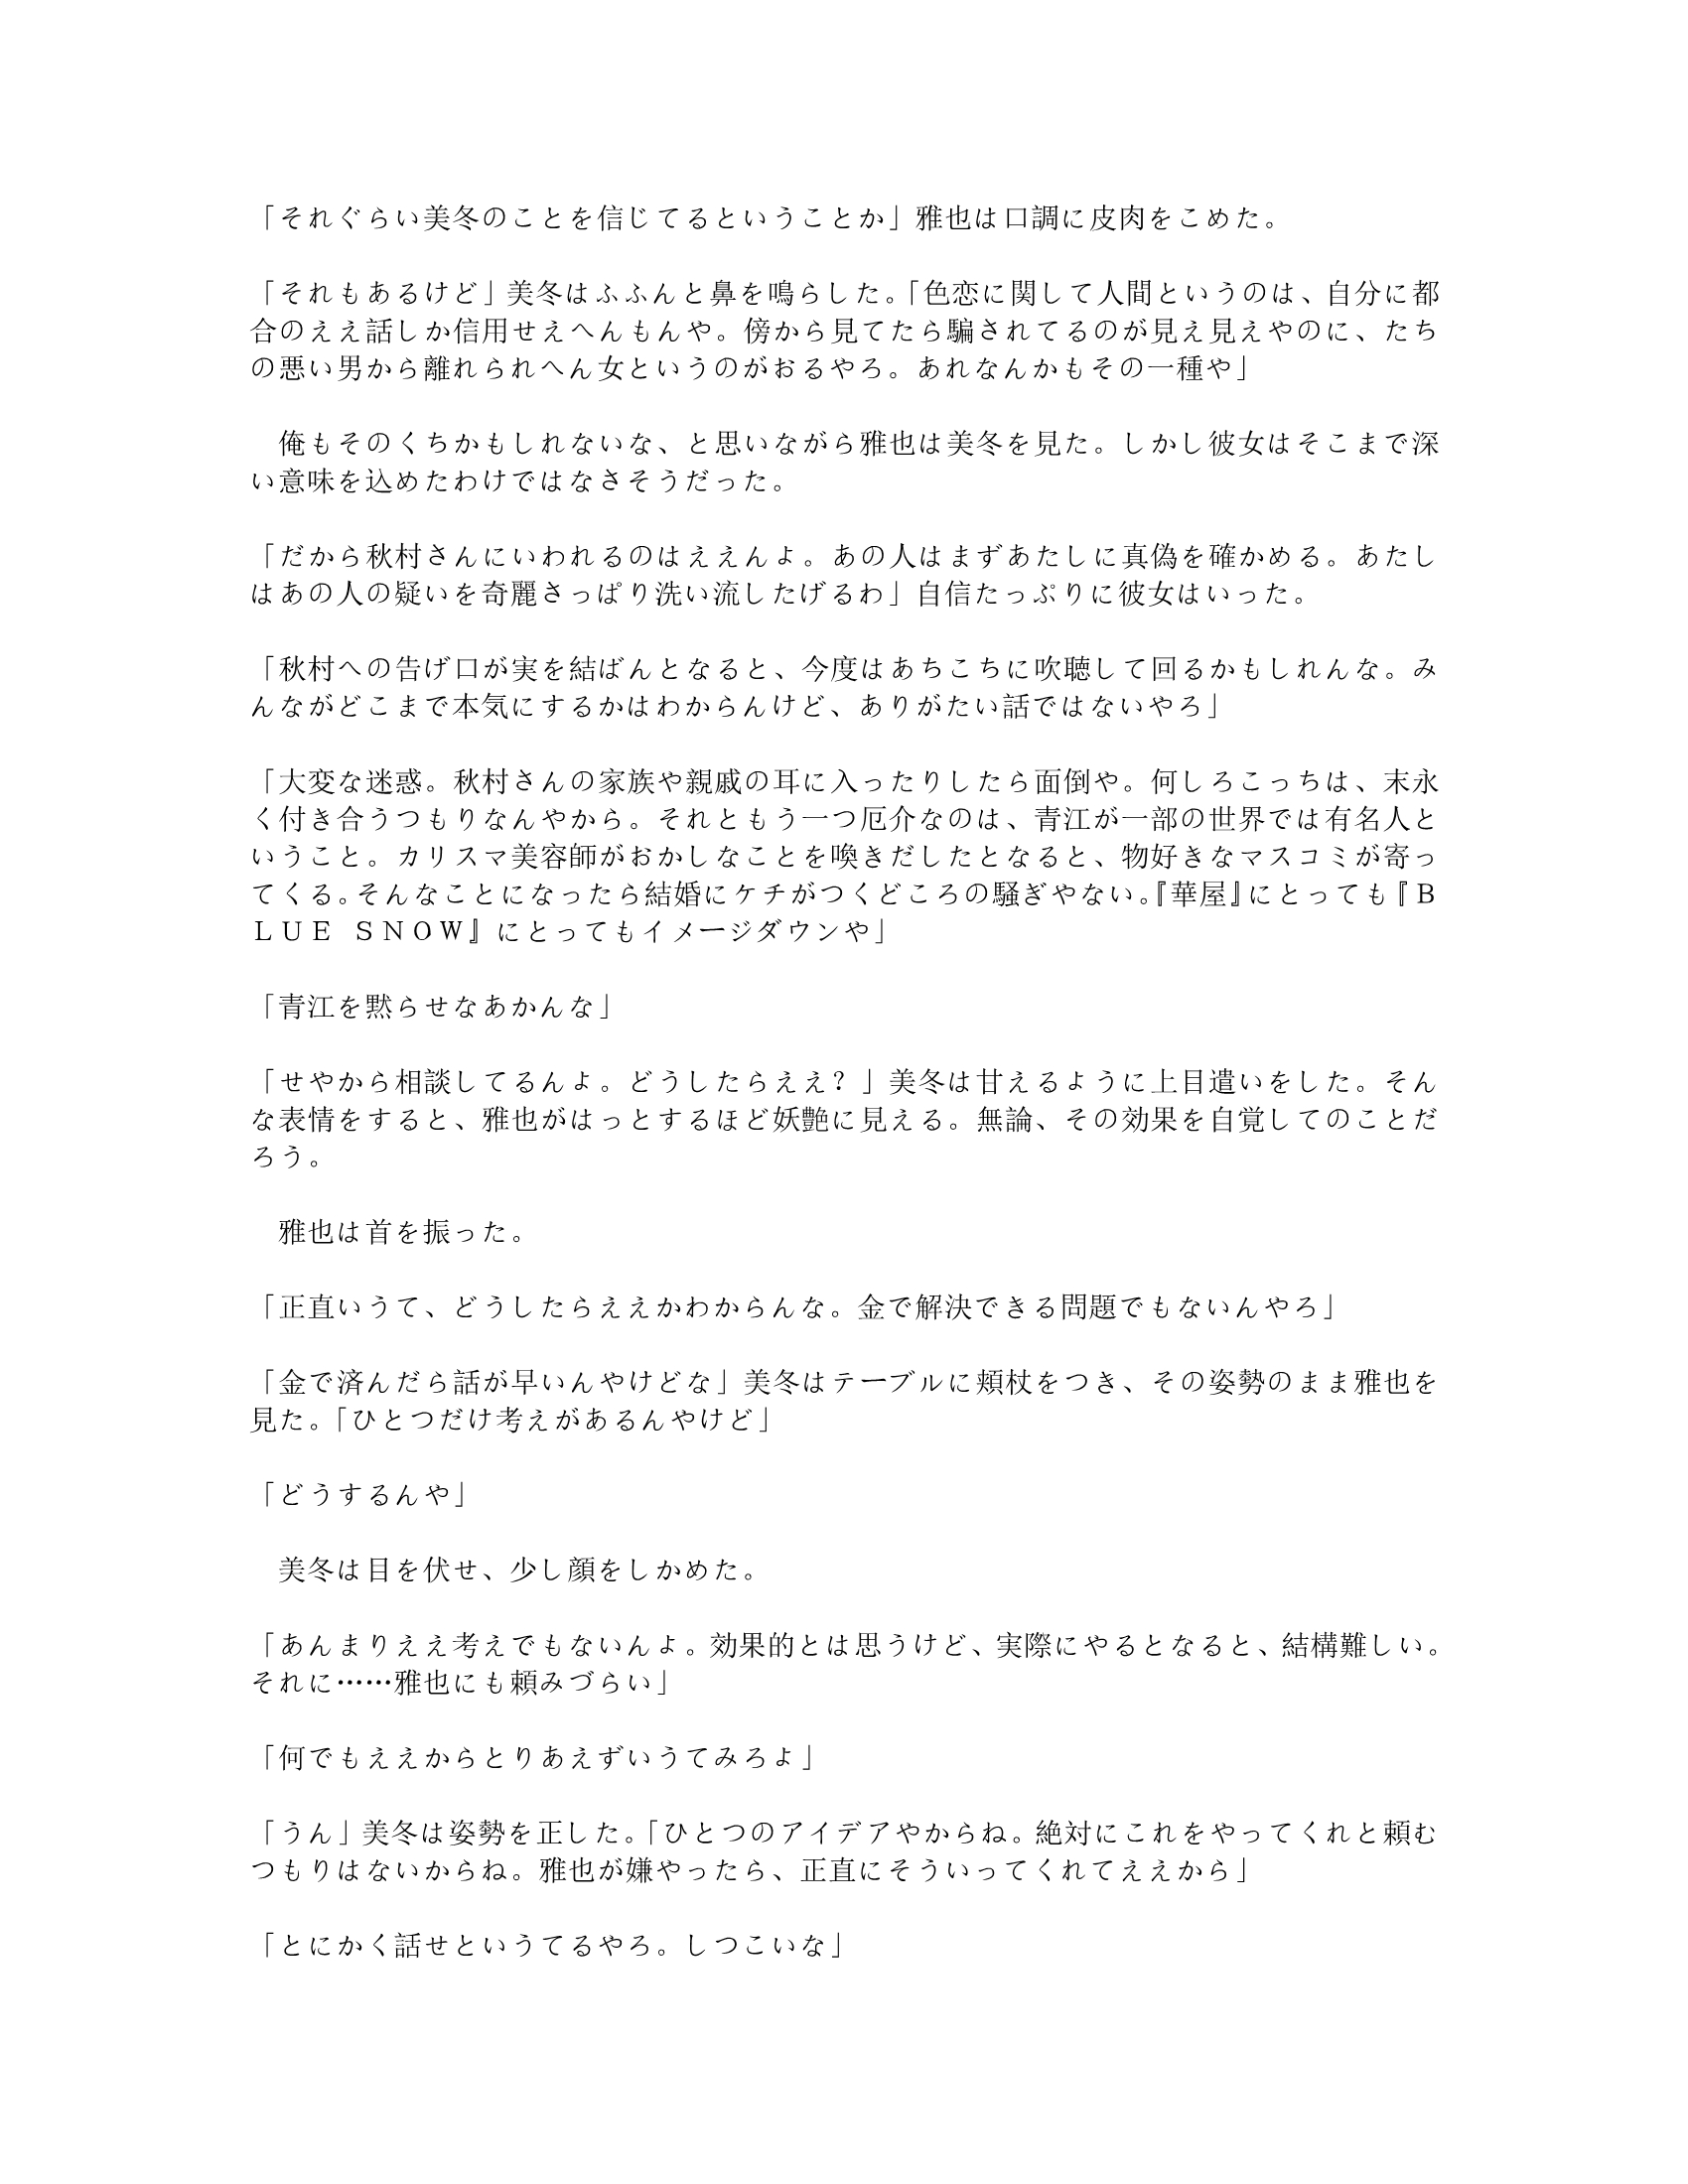 「それぐらい美冬のことを信じてるということか」雅也は口調に皮肉をこめた。
「それもあるけど」美冬はふふんと鼻を鳴らした。「色恋に関して人間というのは、自分に都
合のええ話しか信用せえへんもんや。傍から見てたら騙されてるのが見え見えやのに、たち
の悪い男から離れられへん女というのがおるやろ。あれなんかもその一種や」
　俺もそのくちかもしれないな、と思いながら雅也は美冬を見た。しかし彼女はそこまで深
い意味を込めたわけではなさそうだった。
「だから秋村さんにいわれるのはええんよ。あの人はまずあたしに真偽を確かめる。あたし
はあの人の疑いを奇麗さっぱり洗い流したげるわ」自信たっぷりに彼女はいった。
「秋村への告げ口が実を結ばんとなると、今度はあちこちに吹聴して回るかもしれんな。み
んながどこまで本気にするかはわからんけど、ありがたい話ではないやろ」
「大変な迷惑。秋村さんの家族や親戚の耳に入ったりしたら面倒や。何しろこっちは、末永
く付き合うつもりなんやから。それともう一つ厄介なのは、青江が一部の世界では有名人と
いうこと。カリスマ美容師がおかしなことを喚きだしたとなると、物好きなマスコミが寄っ
てくる。そんなことになったら結婚にケチがつくどころの騒ぎやない。『華屋』にとっても『Ｂ
ＬＵＥ　ＳＮＯＷ』にとってもイメージダウンや」
「青江を黙らせなあかんな」
「せやから相談してるんよ。どうしたらええ？」美冬は甘えるように上目遣いをした。そん
な表情をすると、雅也がはっとするほど妖艶に見える。無論、その効果を自覚してのことだ
ろう。
　雅也は首を振った。
「正直いうて、どうしたらええかわからんな。金で解決できる問題でもないんやろ」
「金で済んだら話が早いんやけどな」美冬はテーブルに頬杖をつき、その姿勢のまま雅也を
見た。「ひとつだけ考えがあるんやけど」
「どうするんや」
　美冬は目を伏せ、少し顔をしかめた。
「あんまりええ考えでもないんよ。効果的とは思うけど、実際にやるとなると、結構難しい。
それに……雅也にも頼みづらい」
「何でもええからとりあえずいうてみろよ」
「うん」美冬は姿勢を正した。「ひとつのアイデアやからね。絶対にこれをやってくれと頼む
つもりはないからね。雅也が嫌やったら、正直にそういってくれてええから」
「とにかく話せというてるやろ。しつこいな」